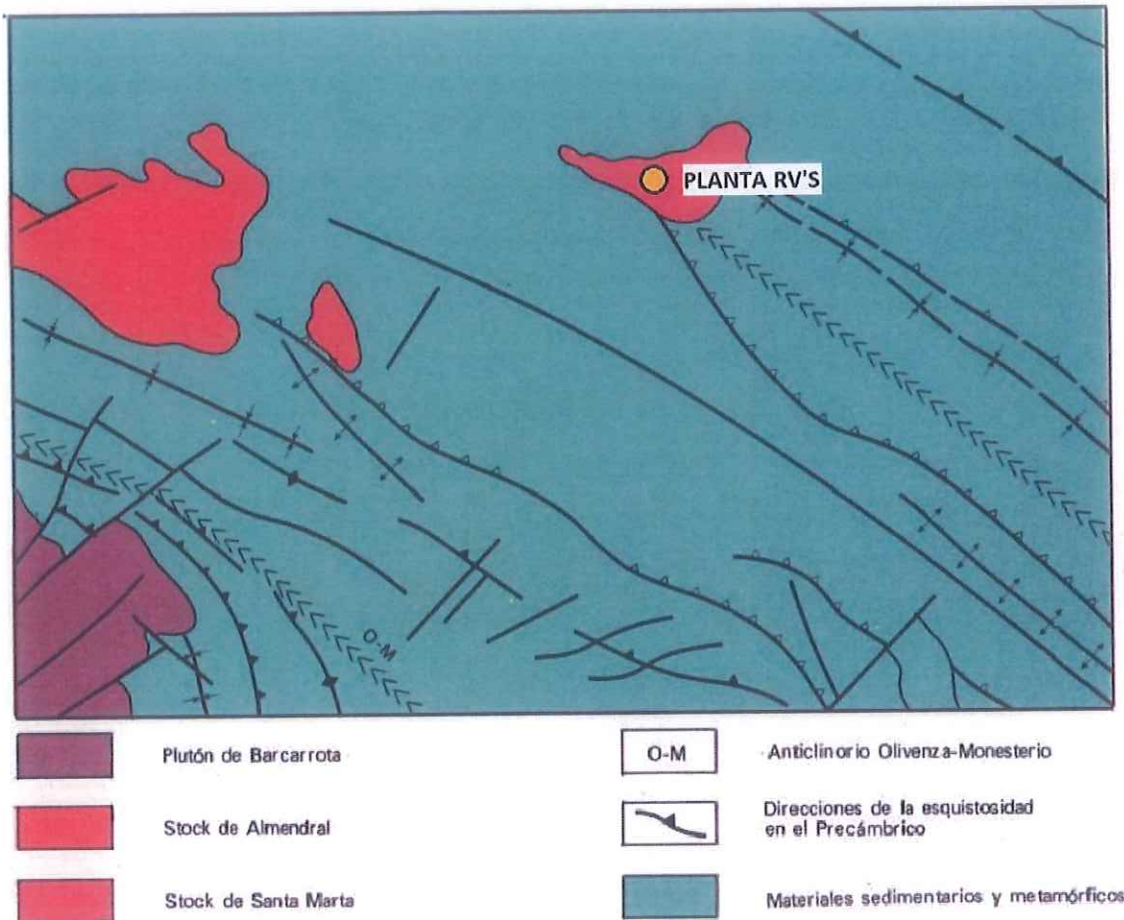 PLANTA RV'S
O-M
Plutón de Barcarrota
Stock de Almendral
Stock de Santa Marta
O-M
Anticlinorio Olivenza-Monesterio
Direcciones de la esquistosidad
en el Precámbrico
Materiales sedimentarios y metamórficos